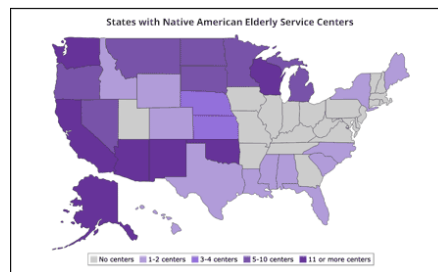 States with Native American Elderly Service Centers
No centers 1-2 centers 3-4 centers 5-10 centers 11 or more centers